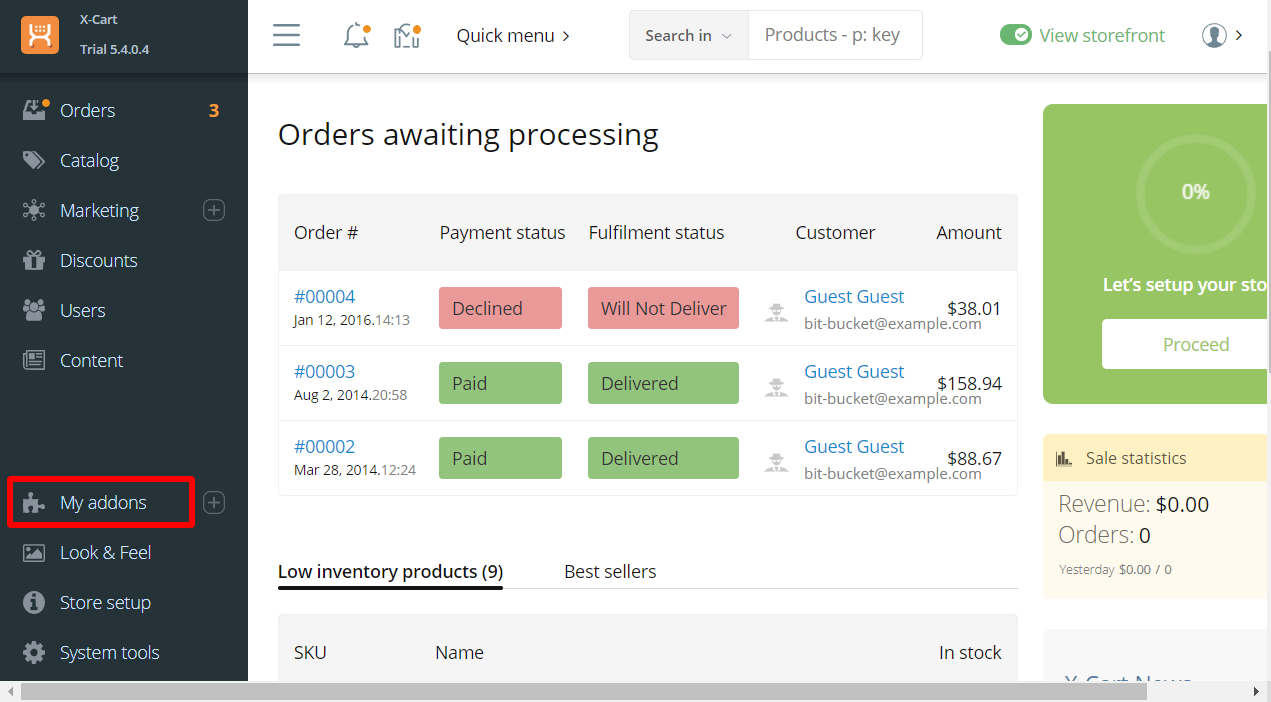 X-Cart
Trial 5.4.0.4
Quick menu
Search in
Products - p: key
View storefront
Orders 3
Catalog
Marketing
Discounts
Users
Content
My addons
Look & Feel
Store setup
System tools
Orders awaiting processing
Order # Payment status Fulfilment status Customer Amount
#00004 Declined Will Not Deliver Guest Guest $38.01
Jan 12, 2016.14:13 bit-bucket@example.com
#00003 Paid Delivered Guest Guest $158.94
Aug 2, 2014.20:58 bit-bucket@example.com
#00002 Paid Delivered Guest Guest $88.67
Mar 28, 2014.12:24 bit-bucket@example.com
Low inventory products (9) Best sellers
SKU Name In stock
0%
Let's setup your sto
Proceed
Sale statistics
Revenue: $0.00
Orders: 0
Yesterday $0.00 / 0
X-Cart News